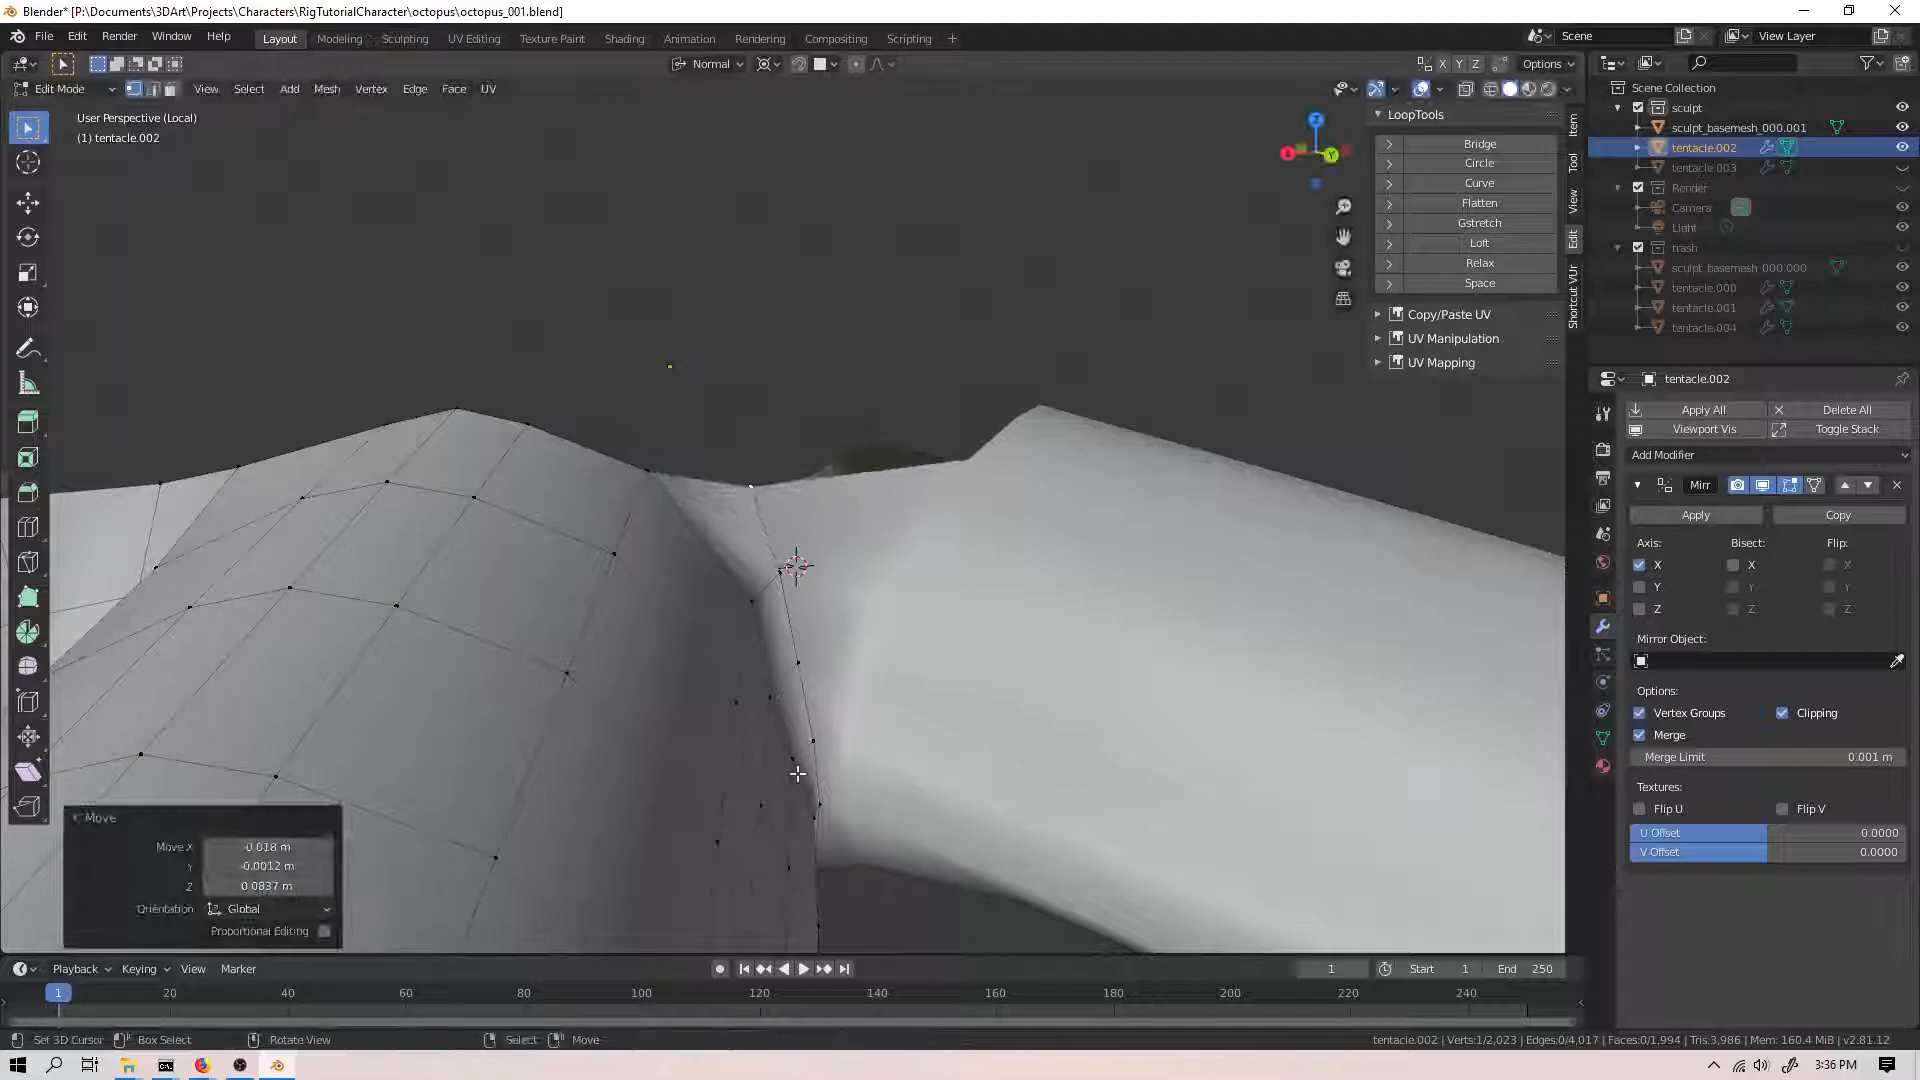 Blender* [P:\Documents\3DArt\Projects\Characters\RigTutorialCharacter\octopus\octopus_001.blend]
File Edit Render Window Help
Layout Modeling Sculpting UV Editing Texture Paint Shading Animation Rendering Compositing Scripting
Scene
View Layer
Normal
X Y Z
Options
Edit Mode
View Select Add Mesh Vertex Edge Face UV
User Perspective (Local)
(1) tentacle.002
LoopTools
Bridge
Circle
Curve
Flatten
Gstretch
Loft
Relax
Space
Copy/Paste UV
UV Manipulation
UV Mapping
Item
Tool
View
Edit
Shortcut VUr
Scene Collection
sculpt
sculpt_basemesh_000.001
tentacle.002
tentacle.003
Render
Camera
Light
trash
sculpt_basemesh_000.000
tentacle.000
tentacle.001
tentacle.004
tentacle.002
Apply All
Delete All
Viewport Vis
Toggle Stack
Add Modifier
Mirr
Apply
Copy
Axis:
Bisect:
Flip:
X X X
Y Y Y
Z Z Z
Mirror Object:
Options:
Vertex Groups
Clipping
Merge
Merge Limit 0.001 m
Textures:
Flip U
Flip V
U Offset 0.0000
V Offset 0.0000
Move
Move X 0.018 m
Y -0.0012 m
Z 0.0837 m
Orientation Global
Proportional Editing
Playback Keying View Marker
1
Start 1
End 250
1 20 40 60 80 100 120 140 160 180 200 220 240
Set 3D Cursor
Box Select
Rotate View
Select
Move
tentacle.002 | Verts:1/2,023 | Edges:0/4,017 | Faces:0/1,994 | Tris:3,986 | Mem: 160.4 MiB | v2.81.12
3:36 PM